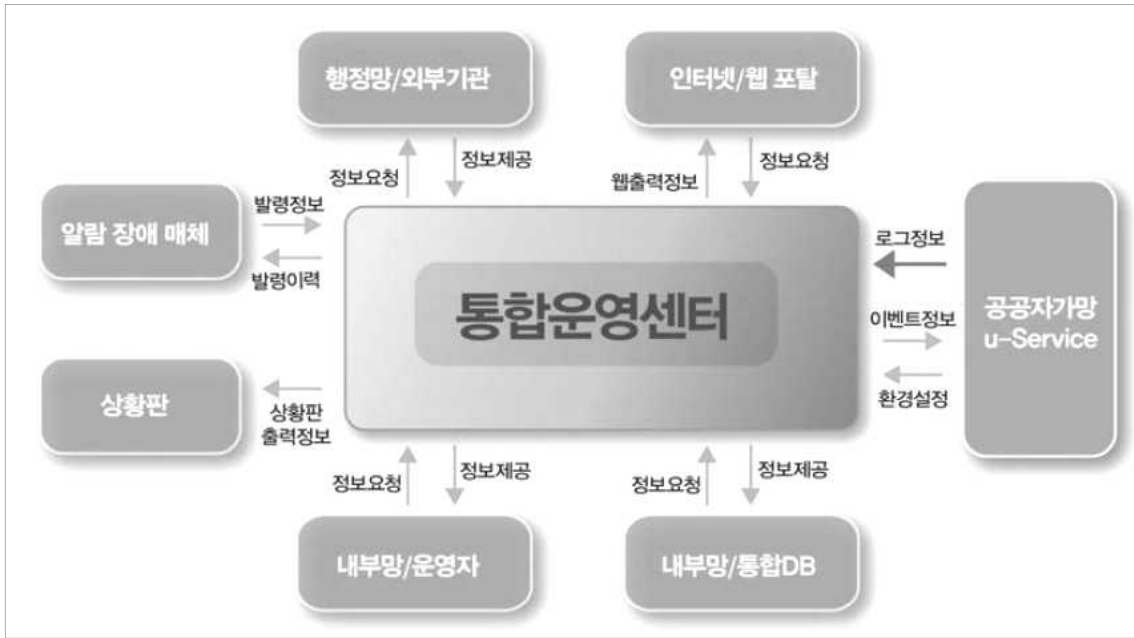 행정망/외부기관
인터넷/웹 포탈
정보요청
정보제공
웹출력정보
정보요청
알람 장애 매체
발령정보
발령이력
통합운영센터
로그정보
이벤트정보
환경설정
공공자가망
u-Service
상황판
상황판
출력정보
정보요청
정보제공
정보요청
정보제공
내부망/운영자
내부망/통합DB